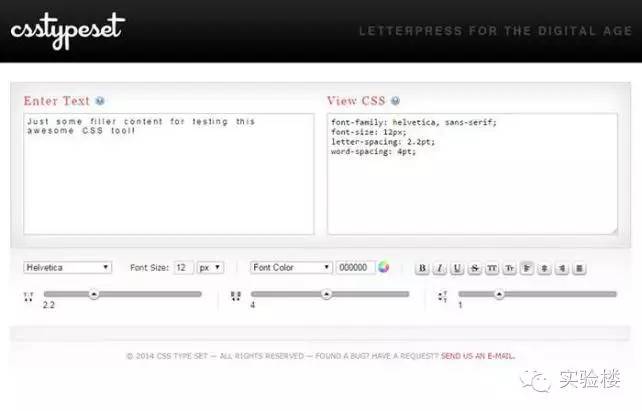 csstypeset
LETTERPRESS FOR THE DIGITAL AGE
Enter Text
View CSS
Just some filler content for testing this
awesome CSS tool!
font-family: helvetica, sans-serif;
font-size: 12px;
letter-spacing: 2.2pt;
word-spacing: 4pt;
Helvetica
Font Size: 12 px
Font Color 000000
B I U S TT Tr
2.2
4
1
© 2014 CSS TYPE SET — ALL RIGHTS RESERVED — FOUND A BUG? HAVE A REQUEST? SEND US AN E-MAIL.
实验楼